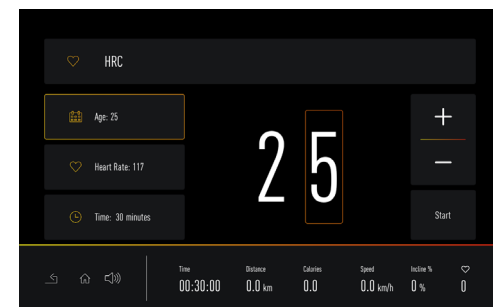 HRC
Age: 25
Heart Rate: 117
Time: 30 minutes
25
+
−
Start
Time
00:30:00
Distance
0.0 km
Calories
0.0
Speed
0.0 km/h
Incline %
0 %
0